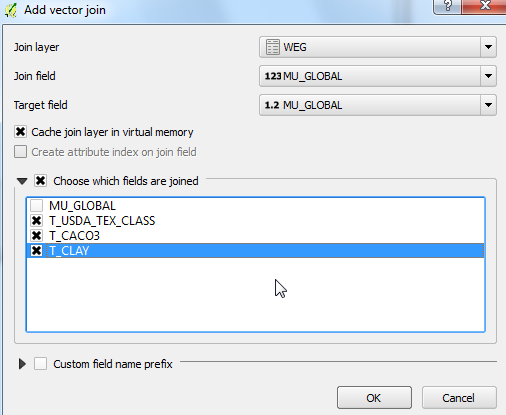 Add vector join
Join layer WEG
Join field 123 MU_GLOBAL
Target field 1.2 MU_GLOBAL
Cache join layer in virtual memory
Create attribute index on join field
Choose which fields are joined
MU_GLOBAL
T_USDA_TEX_CLASS
T_CACO3
T_CLAY
Custom field name prefix
OK Cancel